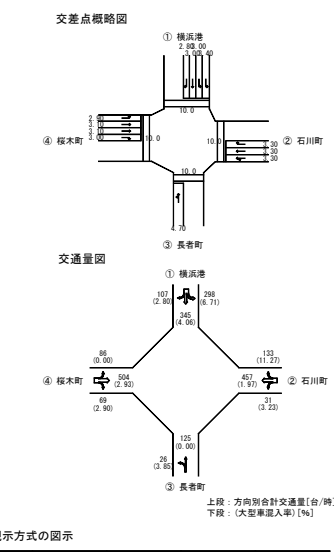 交差点概略図
① 横浜港
2.80 3.00
3.00 3.40
10.0
2.90
3.10
3.10
3.00
④ 桜木町
10.0
10.0
3.30
3.30
3.30
② 石川町
10.0
4.70
③ 長者町
交通量図
① 横浜港
107
(2.80)
298
(6.71)
345
(4.06)
86
(0.00)
133
(11.27)
④ 桜木町
504
(2.93)
457
(1.97)
② 石川町
69
(2.90)
31
(3.23)
125
(0.00)
26
(3.85)
③ 長者町
上段：方向別合計交通量[台/時]
下段：(大型車混入率)[%]
示方式の図示